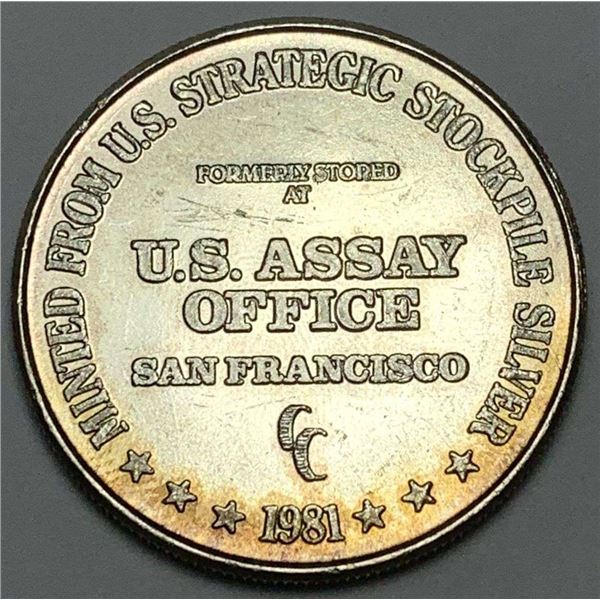 MINTED FROM U.S. STRATEGIC STOCKPILE SILVER
FORMERLY STORED
AT
U.S. ASSAY
OFFICE
SAN FRANCISCO
CC
1981